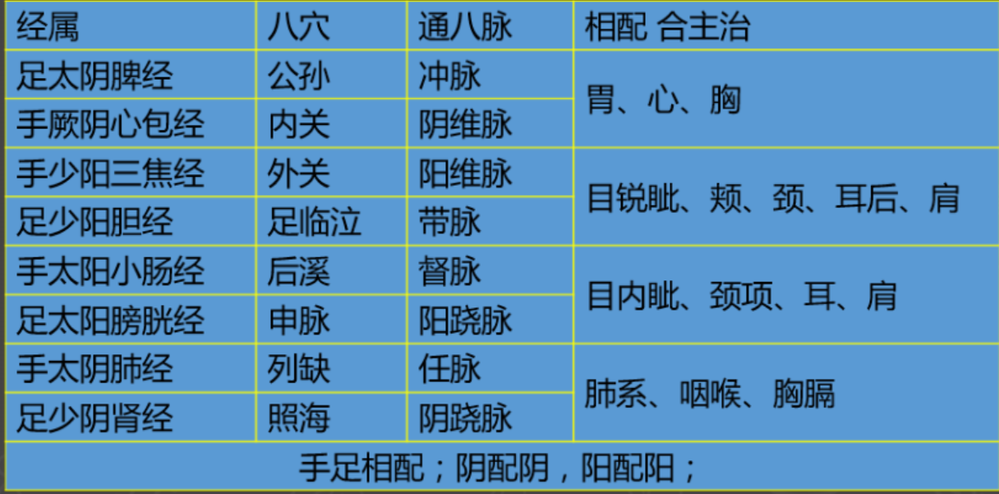 经属 八穴 通八脉 相配 合主治
足太阴脾经 公孙 冲脉
胃、心、胸
手厥阴心包经 内关 阴维脉
手少阳三焦经 外关 阳维脉
目锐眦、颊、颈、耳后、肩
足少阳胆经 足临泣 带脉
手太阳小肠经 后溪 督脉
目内眦、颈项、耳、肩
足太阳膀胱经 申脉 阳跷脉
手太阴肺经 列缺 任脉
肺系、咽喉、胸膈
足少阴肾经 照海 阴跷脉
手足相配；阴配阴，阳配阳；